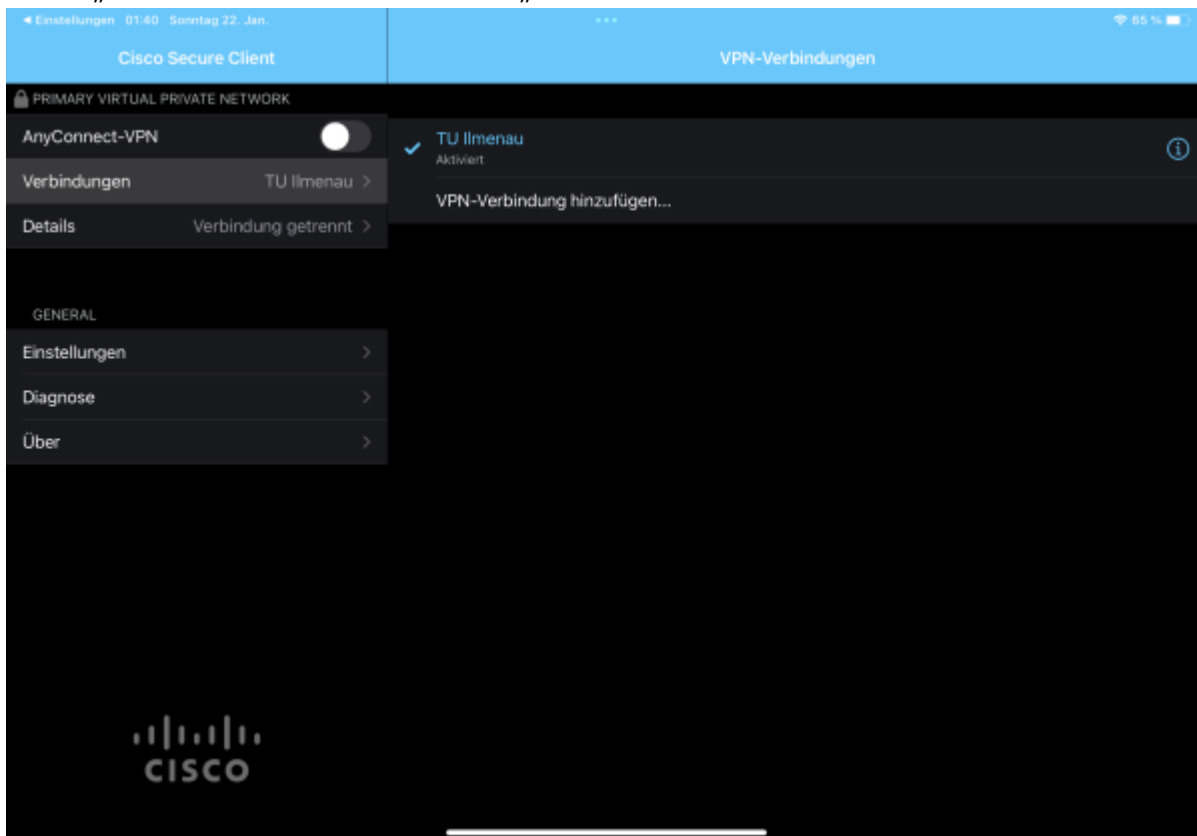 ◀ Einstellungen 01:40 Sonntag 22. Jan. ••• 65 %
Cisco Secure Client
VPN-Verbindungen
PRIMARY VIRTUAL PRIVATE NETWORK
AnyConnect-VPN
Verbindungen TU Ilmenau >
Details Verbindung getrennt >
TU Ilmenau
Aktiviert
VPN-Verbindung hinzufügen...
GENERAL
Einstellungen >
Diagnose >
Über >
CISCO